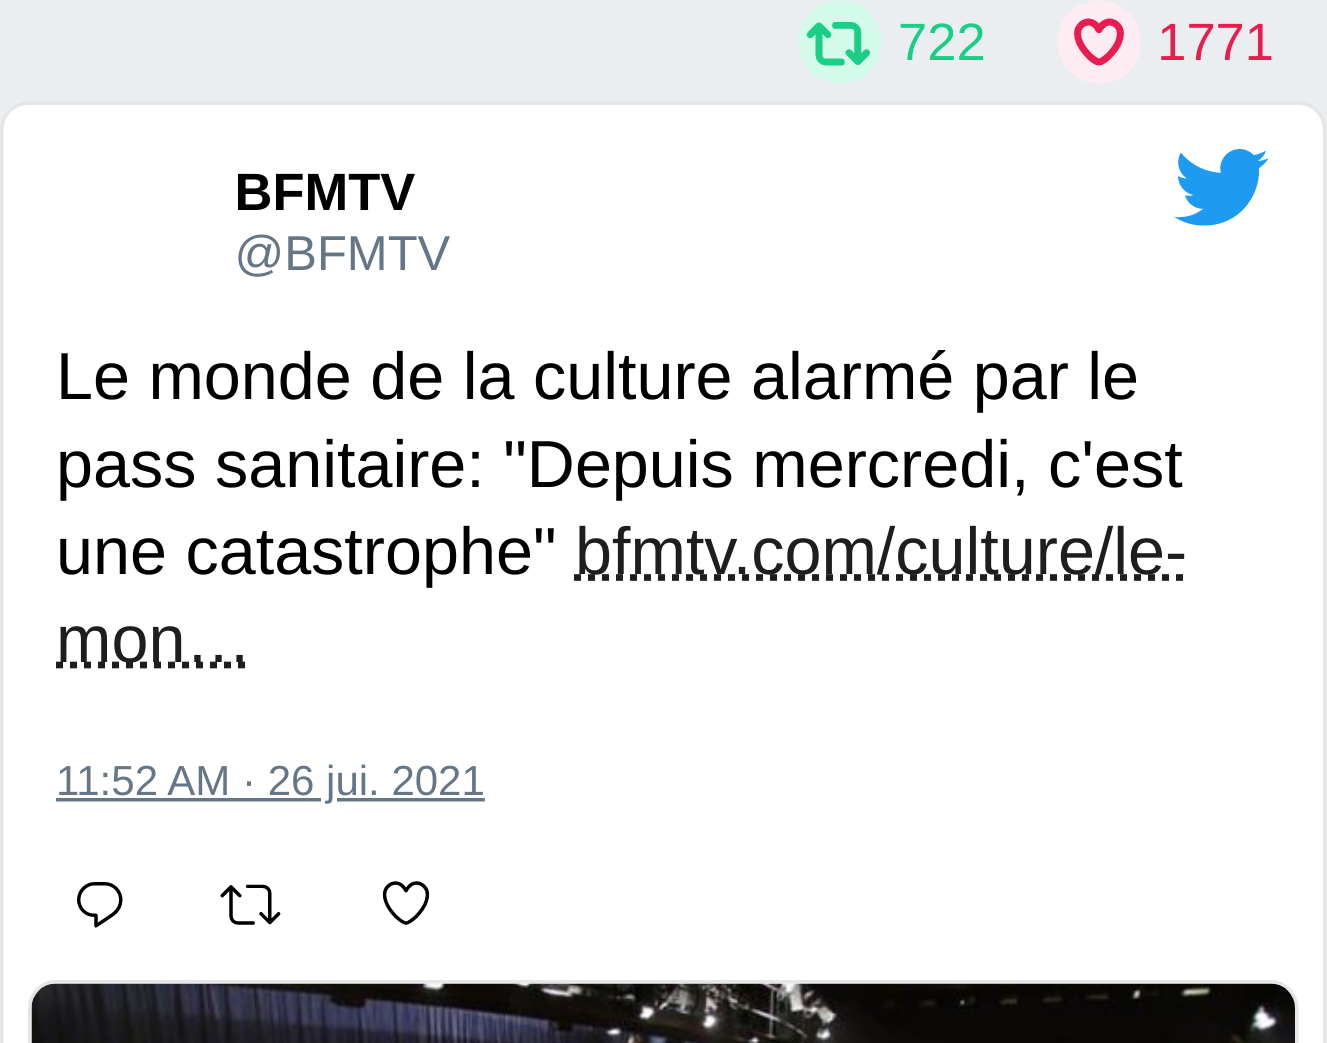 722 1771
BFMTV
@BFMTV
Le monde de la culture alarmé par le
pass sanitaire: "Depuis mercredi, c'est
une catastrophe" bfmtv.com/culture/le-
mon…
11:52 AM · 26 jui. 2021